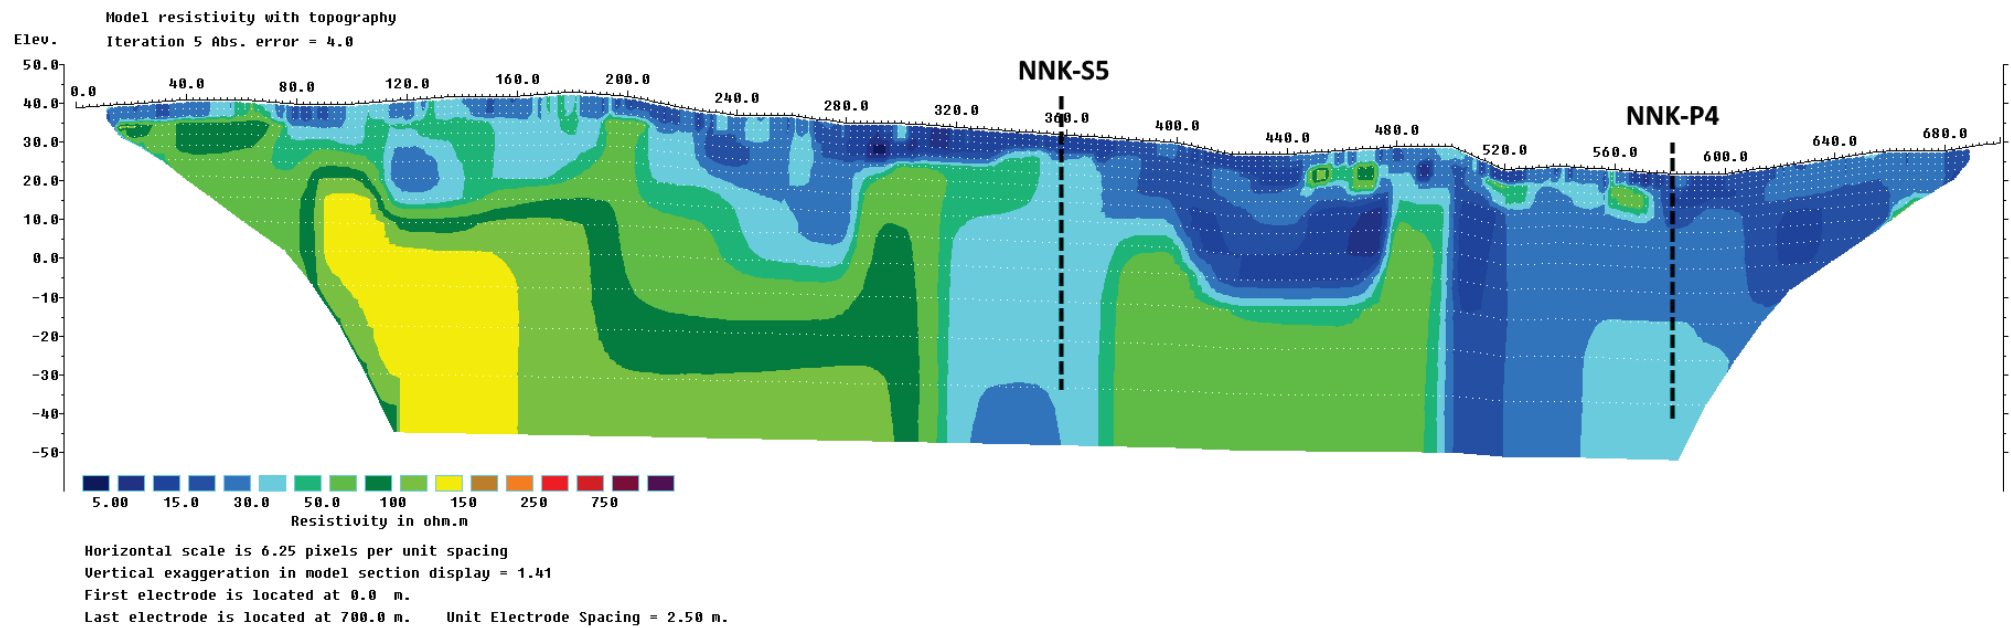 Model resistivity with topography
Iteration 5 Abs. error = 4.0
Elev.
NNK-S5
NNK-P4
0.0 40.0 80.0 120.0 160.0 200.0 240.0 280.0 320.0 360.0 400.0 440.0 480.0 520.0 560.0 600.0 640.0 680.0
50.0
40.0
30.0
20.0
10.0
0.0
-10
-20
-30
-40
-50
5.00 15.0 30.0 50.0 100 150 250 750
Resistivity in ohm.m
Horizontal scale is 6.25 pixels per unit spacing
Vertical exaggeration in model section display = 1.41
First electrode is located at 0.0 m.
Last electrode is located at 700.0 m. Unit Electrode Spacing = 2.50 m.